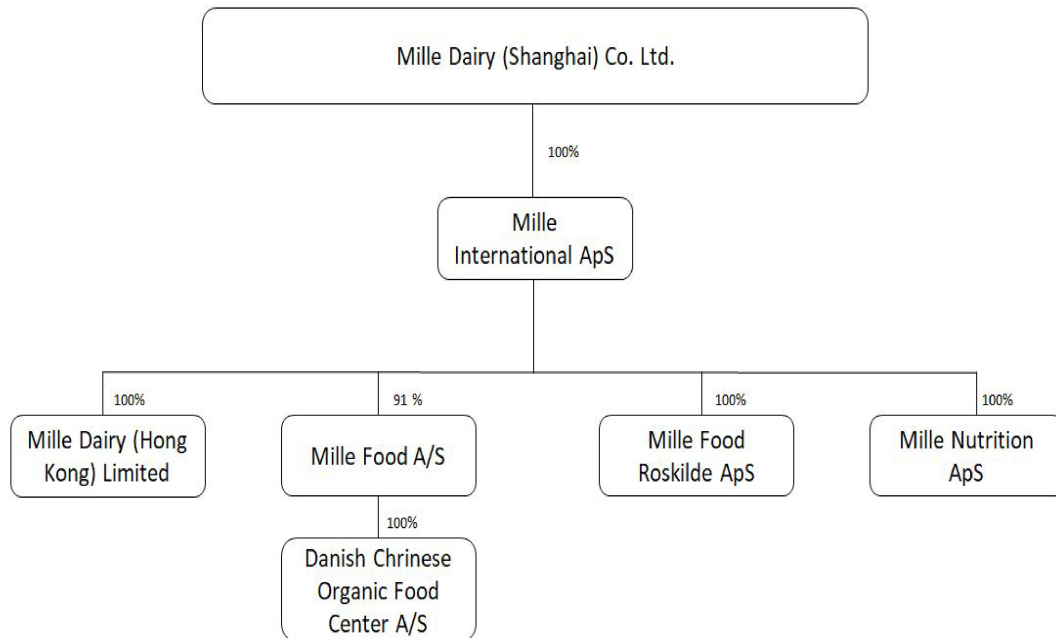 Mille Dairy (Shanghai) Co. Ltd.
100%
Mille
International ApS
100%
91 %
100%
100%
Mille Dairy (Hong
Kong) Limited
Mille Food A/S
Mille Food
Roskilde ApS
Mille Nutrition
ApS
100%
Danish Chrinese
Organic Food
Center A/S